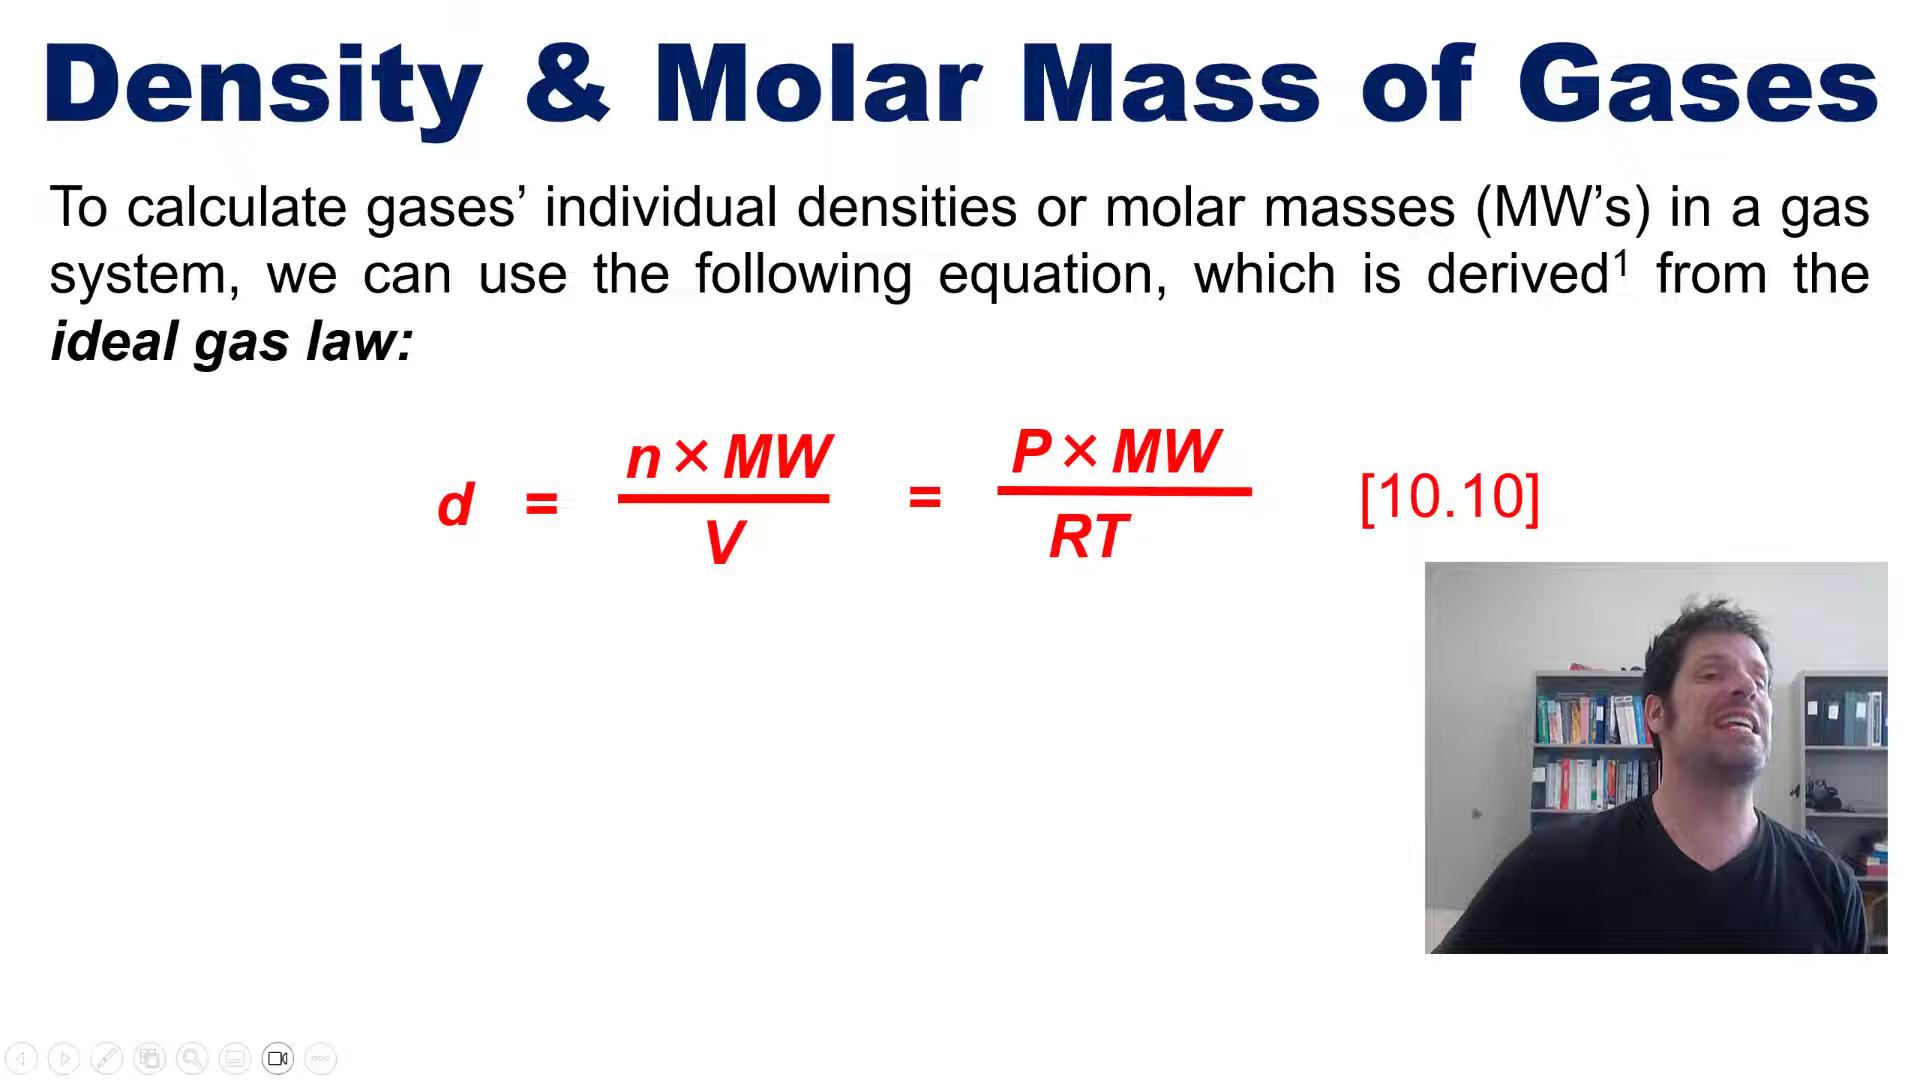 Density & Molar Mass of Gases
To calculate gases’ individual densities or molar masses (MW’s) in a gas
system, we can use the following equation, which is derived¹ from the
ideal gas law:
d = n × MW / V = P × MW / RT [10.10]